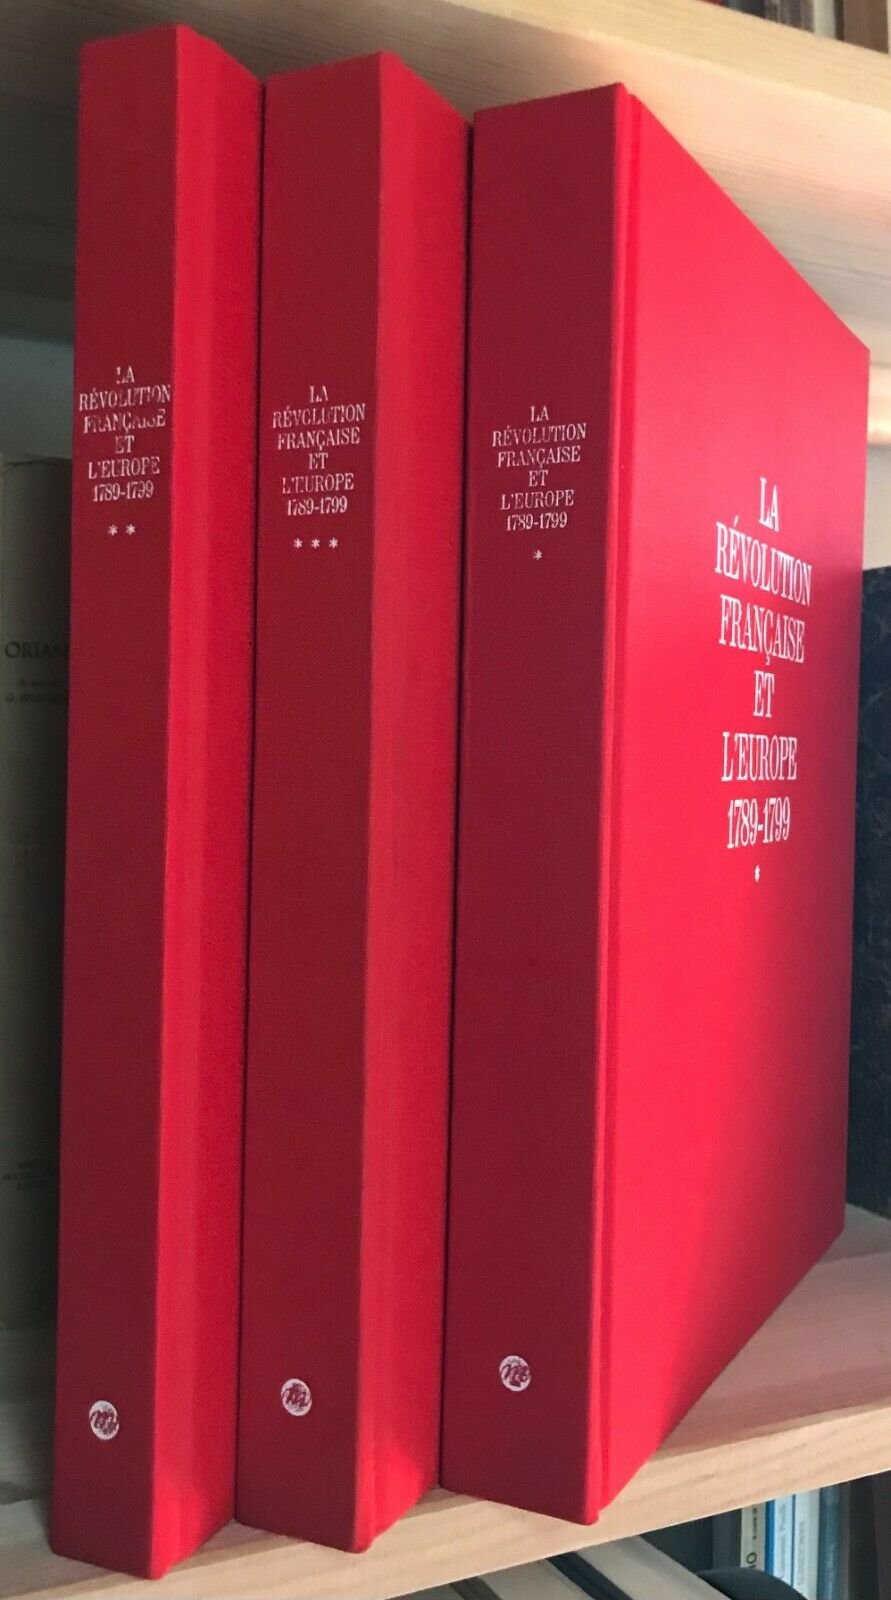 LA
RÉVOLUTION
FRANÇAISE
ET
L'EUROPE
1789-1799
* *
LA
RÉVOLUTION
FRANÇAISE
ET
L'EUROPE
1789-1799
* * *
LA
RÉVOLUTION
FRANÇAISE
ET
L'EUROPE
1789-1799
*
LA
RÉVOLUTION
FRANÇAISE
ET
L'EUROPE
1789-1799
*